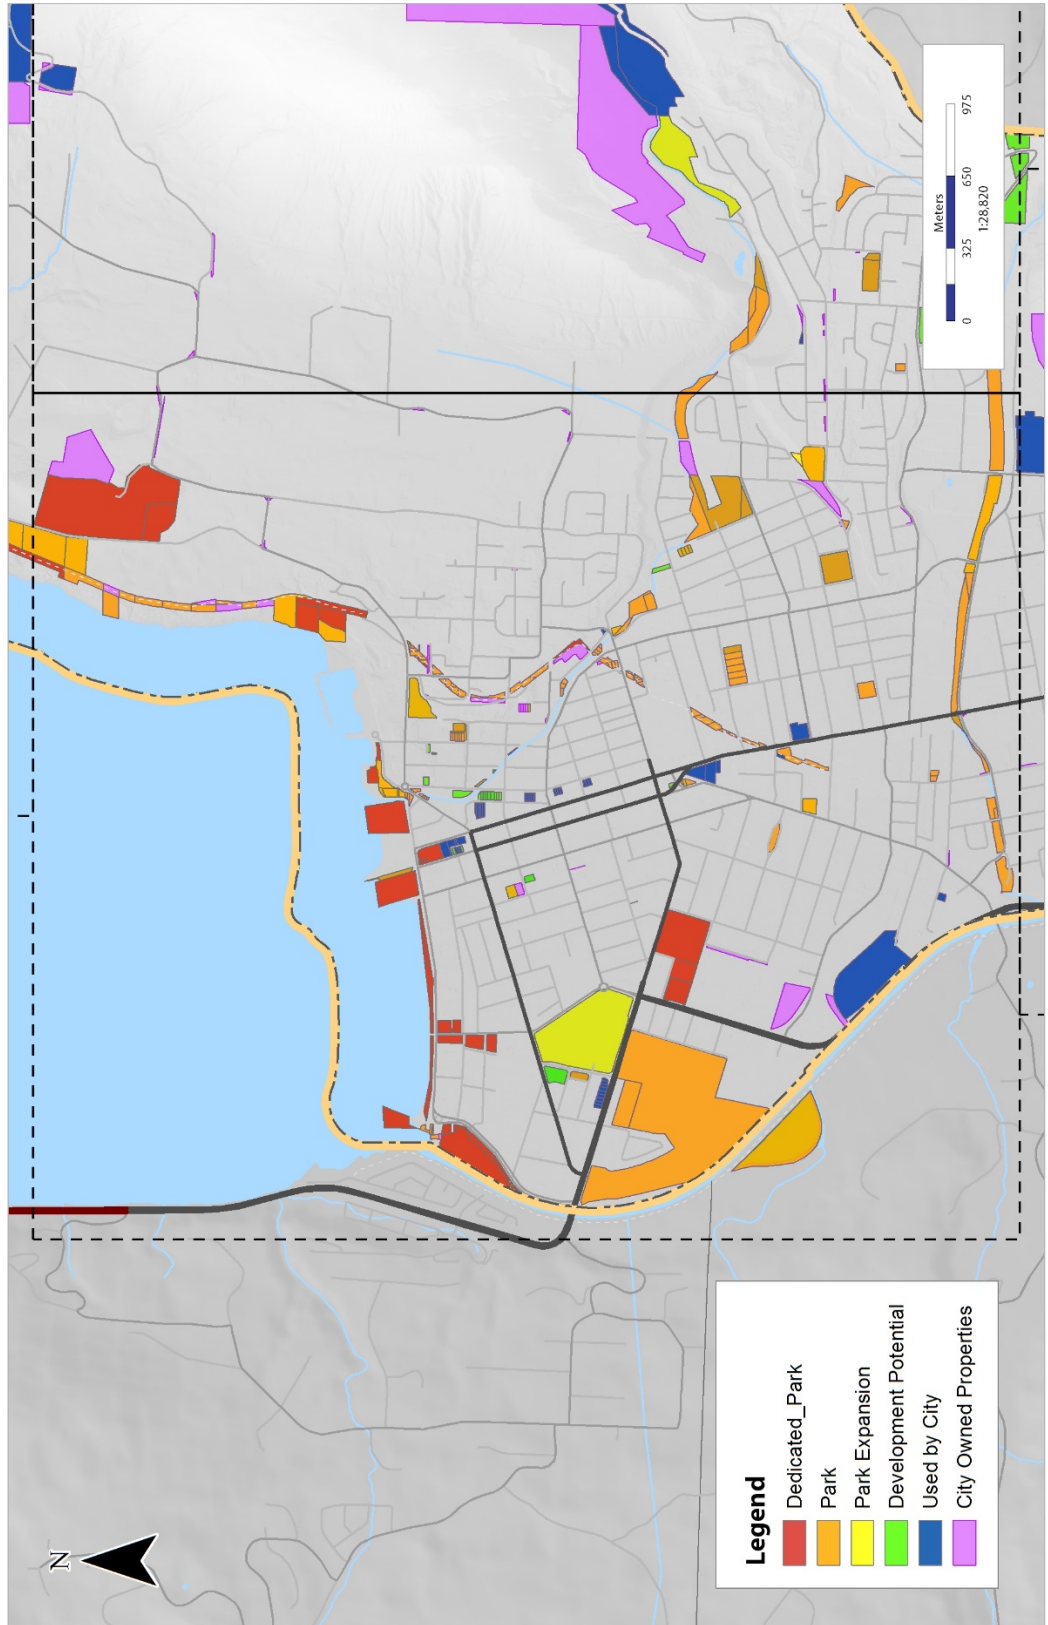 N
Legend
Dedicated_Park
Park
Park Expansion
Development Potential
Used by City
City Owned Properties
Meters
0 325 650 975
1:28,820